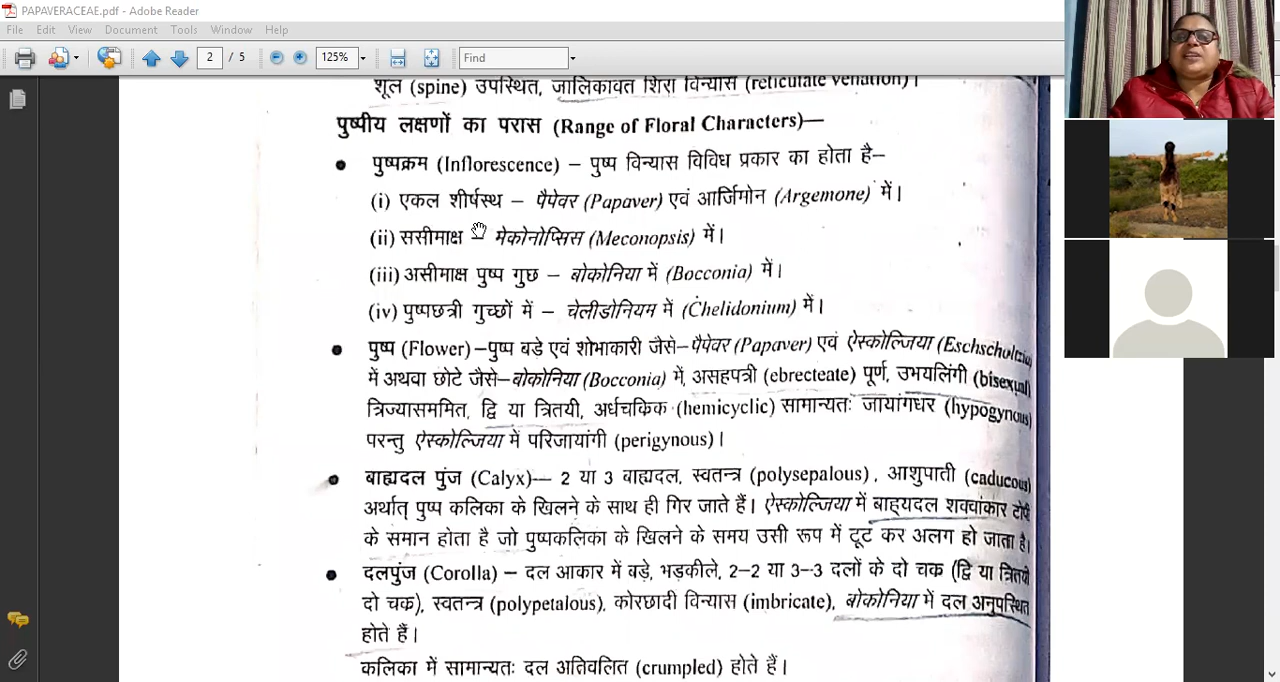 PAPAVERACEAE.pdf - Adobe Reader
File Edit View Document Tools Window Help
2 / 5 125% Find
शूल (spine) उपस्थित, जालिकावत शिरा विन्यास (reticulate venation)।
पुष्पीय लक्षणों का परास (Range of Floral Characters)—
• पुष्पक्रम (Inflorescence) – पुष्प विन्यास विविध प्रकार का होता है–
(i) एकल शीर्षस्थ – पैपेवर (Papaver) एवं आर्जिमोन (Argemone) में।
(ii) ससीमाक्ष – मेकोनोप्सिस (Meconopsis) में।
(iii) असीमाक्ष पुष्प गुछ – बोकोनिया में (Bocconia) में।
(iv) पुष्पछत्री गुच्छों में – चेलीडोनियम में (Chelidonium) में।
• पुष्प (Flower) –पुष्प बडे एवं शोभाकारी जैसे–पैपेवर (Papaver) एवं ऐस्कोल्जिया (Eschscholtzia)
में अथवा छोटे जैसे–बोकोनिया (Bocconia) में, असहपत्री (ebrecteate) पूर्ण, उभयलिंगी (bisexual)
त्रिज्यासममित, द्वि या त्रितयी, अर्धचकिक (hemicyclic) सामान्यतः जायांगधर (hypogynous)
परन्तु ऐस्कोल्जिया में परिजायांगी (perigynous)।
• बाह्यदल पुंज (Calyx)— 2 या 3 बाह्यदल, स्वतन्त्र (polysepalous), आशुपाती (caducous)
अर्थात् पुष्प कलिका के खिलने के साथ ही गिर जाते हैं। ऐस्कोल्जिया में बाह्यदल शक्वांकार टोपी
के समान होता है जो पुष्पकलिका के खिलने के समय उसी रूप में टूट कर अलग हो जाता है।
• दलपुंज (Corolla) – दल आकार में बडे, भड़कीले, 2–2 या 3–3 दलों के दो चक (द्वि या त्रितयी
दो चक), स्वतन्त्र (polypetalous), कोरछादी विन्यास (imbricate), बोकोनिया में दल अनुपस्थित
होते हैं।
कलिका में सामान्यतः दल अतिवलित (crumpled) होते हैं।